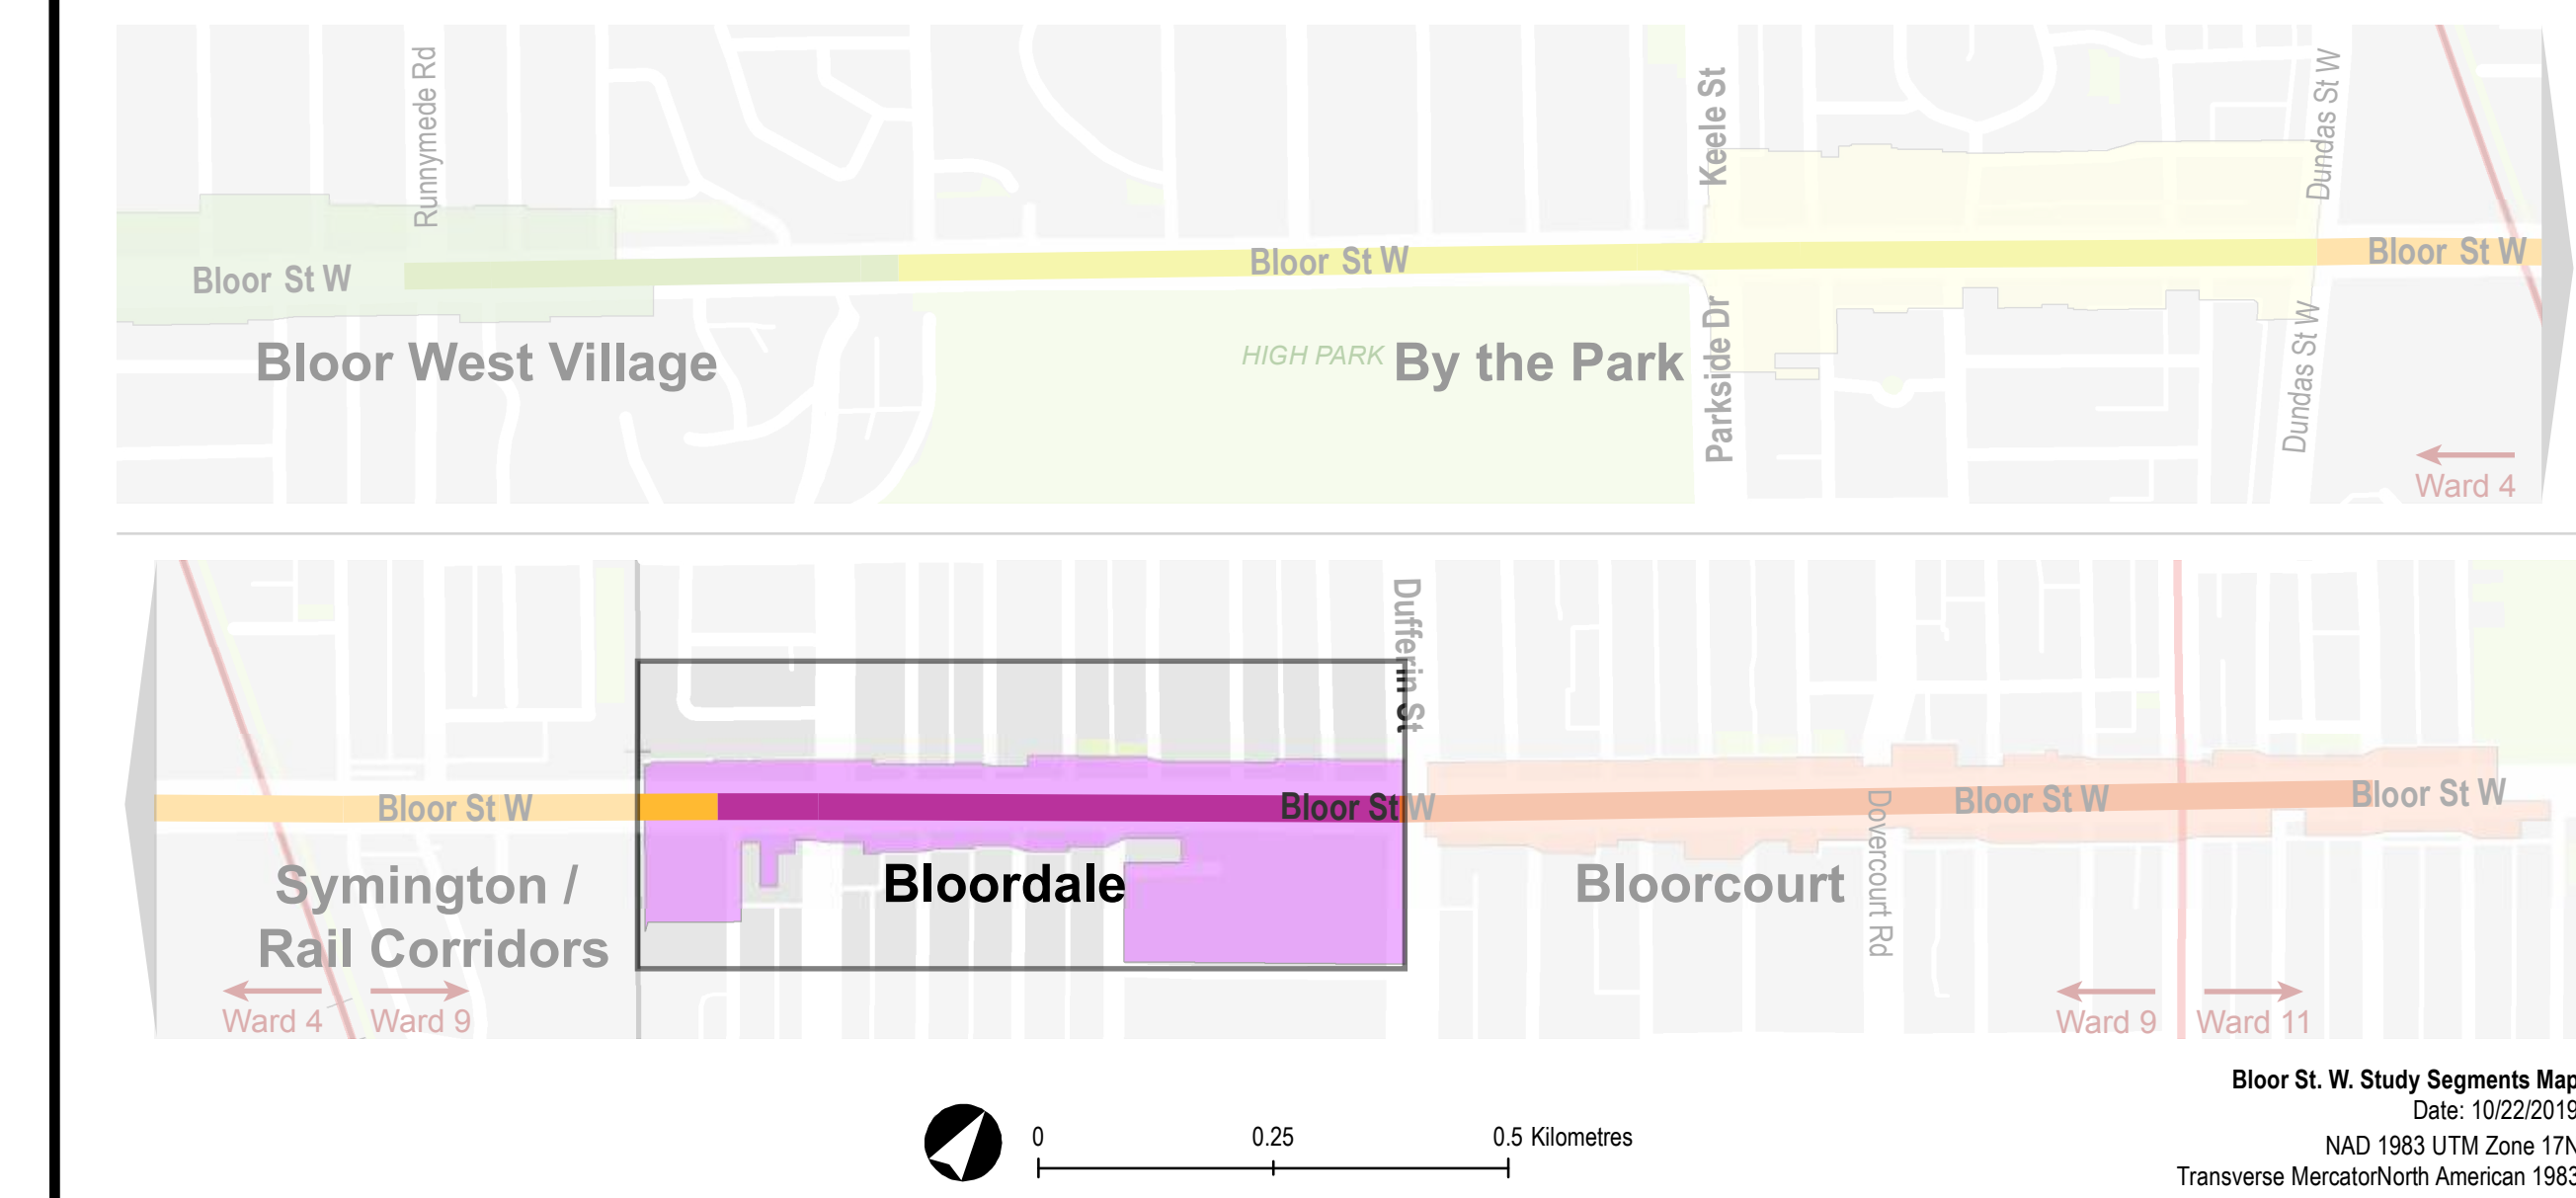 Runnymede Rd
Keele St
Dundas St W
Bloor St W
Bloor St W
Bloor St W
Bloor West Village
HIGH PARK
By the Park
Parkside Dr
Dundas St W
Ward 4
Dufferin St
Bloor St W
Bloor St W
Bloor St W
Bloor St W
Symington /
Rail Corridors
Bloordale
Bloorcourt
Dovercourt Rd
Ward 4
Ward 9
Ward 9
Ward 11
0
0.25
0.5 Kilometres
Bloor St. W. Study Segments Map
Date: 10/22/2019
NAD 1983 UTM Zone 17N
Transverse MercatorNorth American 1983